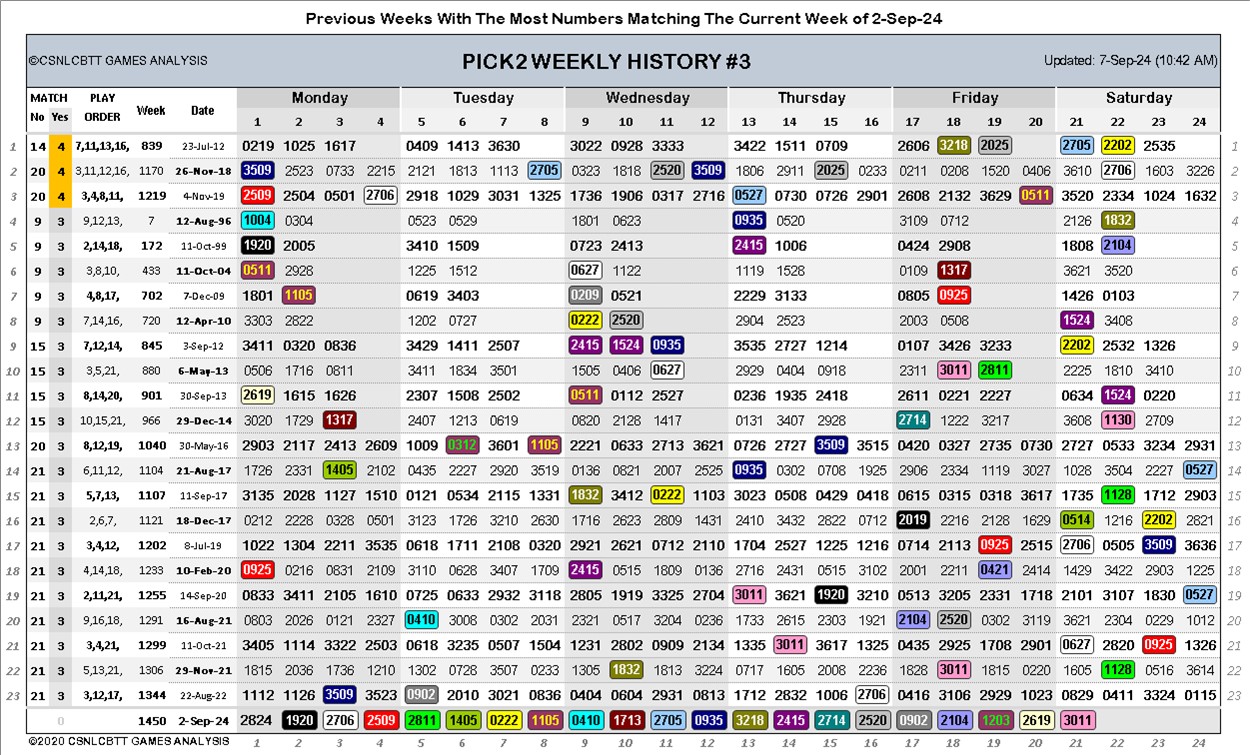 Previous Weeks With The Most Numbers Matching The Current Week of 2-Sep-24
©CSNLCBTT GAMES ANALYSIS PICK2 WEEKLY HISTORY #3 Updated: 7-Sep-24 (10:42 AM)
MATCH PLAY Week Date Monday Tuesday Wednesday Thursday Friday Saturday
No Yes ORDER 1 2 3 4 5 6 7 8 9 10 11 12 13 14 15 16 17 18 19 20 21 22 23 24
1 14 4 7,11,13,16, 839 23-Jul-12 0219 1025 1617 0409 1413 3630 3022 0928 3333 3422 1511 0709 2606 3218 2025 2705 2202 2535 1
2 20 4 3,11,12,16, 1170 26-Nov-18 3509 2523 0733 2215 2121 1813 1113 2705 0323 1818 2520 3509 1806 2323 2025 0233 0211 0208 1520 0406 3610 2706 1603 3226 2
3 20 4 3,4,8,11, 1219 4-Nov-19 2509 2504 0501 2706 2918 1029 3031 1325 1736 1906 0317 2716 0527 0730 0726 2901 2608 2132 3629 0511 3520 2334 1024 1632 3
4 9 3 9,12,13, 7 12-Aug-96 1004 0304 0523 0529 1801 0623 0935 0520 3109 0712 2126 1832 4
5 9 3 2,14,18, 172 11-Oct-99 1920 2005 3410 1509 0723 2413 2415 1006 0424 2908 1808 2104 5
6 9 3 3,8,10, 433 11-Oct-04 0511 2928 1225 1512 0627 1122 1119 1528 0109 1317 3621 3520 6
7 9 3 4,8,17, 702 7-Dec-09 1801 1105 0619 3403 0209 0521 2229 3133 0805 0925 1426 0103 7
8 9 3 7,14,16, 720 12-Apr-10 3303 2822 1202 0727 0222 2520 2904 2523 2003 0508 1524 3408 8
9 15 3 7,12,14, 845 3-Sep-12 3411 0320 0836 3429 1411 2507 2415 1524 0935 3535 2727 1214 0107 3426 3233 2202 2532 1326 9
10 15 3 3,5,21, 880 6-May-13 0506 1716 0811 3411 1834 3501 1505 0406 0627 2929 0404 0918 2311 3011 2811 2225 1810 3410 10
11 15 3 8,14,20, 901 30-Sep-13 2619 1615 1626 2307 1508 2502 0511 0112 2527 0236 1935 2418 2611 0221 2227 0634 1524 0220 11
12 15 3 10,15,21, 966 29-Dec-14 3020 1729 1317 2407 1213 0619 0820 2128 1417 0131 3407 2928 2714 1222 3217 0832 1130 2709 12
13 20 3 8,12,19, 1040 30-May-16 2903 2117 2413 2609 1009 0312 3601 1105 2221 0633 2713 3621 0726 2727 3509 3515 0420 0327 2735 0730 2727 0533 3234 2931 13
14 21 3 6,11,12, 1104 21-Aug-17 1726 2331 1405 2102 0435 2227 2920 3519 0136 0821 2007 2525 0935 0302 0708 1925 2906 2334 1119 3027 1028 3504 2227 0527 14
15 21 3 5,7,13, 1107 11-Sep-17 3135 2028 1127 1510 0121 0534 2115 1331 1832 3412 0222 1103 3023 0508 0429 0418 0615 0315 0318 3617 1735 1128 1712 2903 15
16 21 3 2,6,7, 1121 18-Dec-17 0212 2228 0328 0501 3123 1726 3210 2630 1716 2623 2809 1431 2410 3432 2822 0712 2019 2216 2128 1629 0514 1216 2202 2821 16
17 21 3 3,4,12, 1202 8-Jul-19 1022 1304 2211 3535 0618 1711 2108 0320 2921 2621 0712 2110 1704 2527 1225 1216 0714 2113 0925 2515 2706 0505 3509 3636 17
18 21 3 4,14,18, 1233 10-Feb-20 0925 0216 0831 2109 3110 0628 3407 1709 2415 0515 1809 0136 2716 2431 0515 3102 2001 2211 0421 2414 1429 3422 2903 1225 18
19 21 3 2,11,21, 1255 14-Sep-20 0833 3411 2105 1610 0725 0633 2932 3118 2805 1919 3325 2704 3011 3621 1920 3210 0513 3205 2331 1718 2101 3107 1830 0527 19
20 21 3 9,16,18, 1291 16-Aug-21 0803 2026 0121 2327 0410 3008 0302 2031 2321 0517 3204 0236 1733 2615 2303 1921 2104 2520 0302 3119 3621 2304 0229 1012 20
21 21 3 3,4,21, 1299 11-Oct-21 3405 1114 3322 2503 0618 3235 0507 1504 1231 2802 0909 2134 1335 3011 3617 1325 0435 2925 1708 2901 0627 2820 0925 1326 21
22 21 3 5,13,21, 1306 29-Nov-21 1815 2036 1736 1210 1302 0728 3507 0233 1305 1832 1813 3224 0717 1605 2008 2236 1828 3011 1815 0220 1605 1128 0516 3614 22
23 21 3 3,12,17, 1344 22-Aug-22 1112 1126 3509 3523 0902 2010 3021 0836 0404 0604 2931 0813 1712 2832 1006 2706 0416 3106 2929 1023 0829 0411 3324 0115 23
0 1450 2-Sep-24 2824 1920 2706 2509 2811 1405 0222 1105 0410 1713 2705 0935 3218 2415 2714 2520 0902 2104 1203 2619 3011
©2020 CSNLCBTT GAMES ANALYSIS 1 2 3 4 5 6 7 8 9 10 11 12 13 14 15 16 17 18 19 20 21 22 23 24